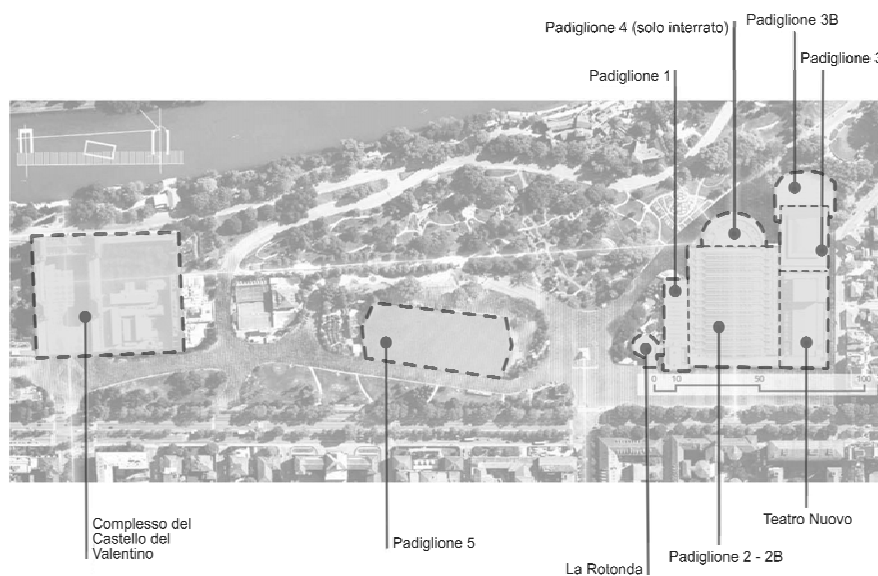 Padiglione 3B
Padiglione 4 (solo interrato)
Padiglione 3
Padiglione 1
0 10 50 100
Complesso del
Castello del
Valentino
Padiglione 5
La Rotonda
Padiglione 2 - 2B
Teatro Nuovo